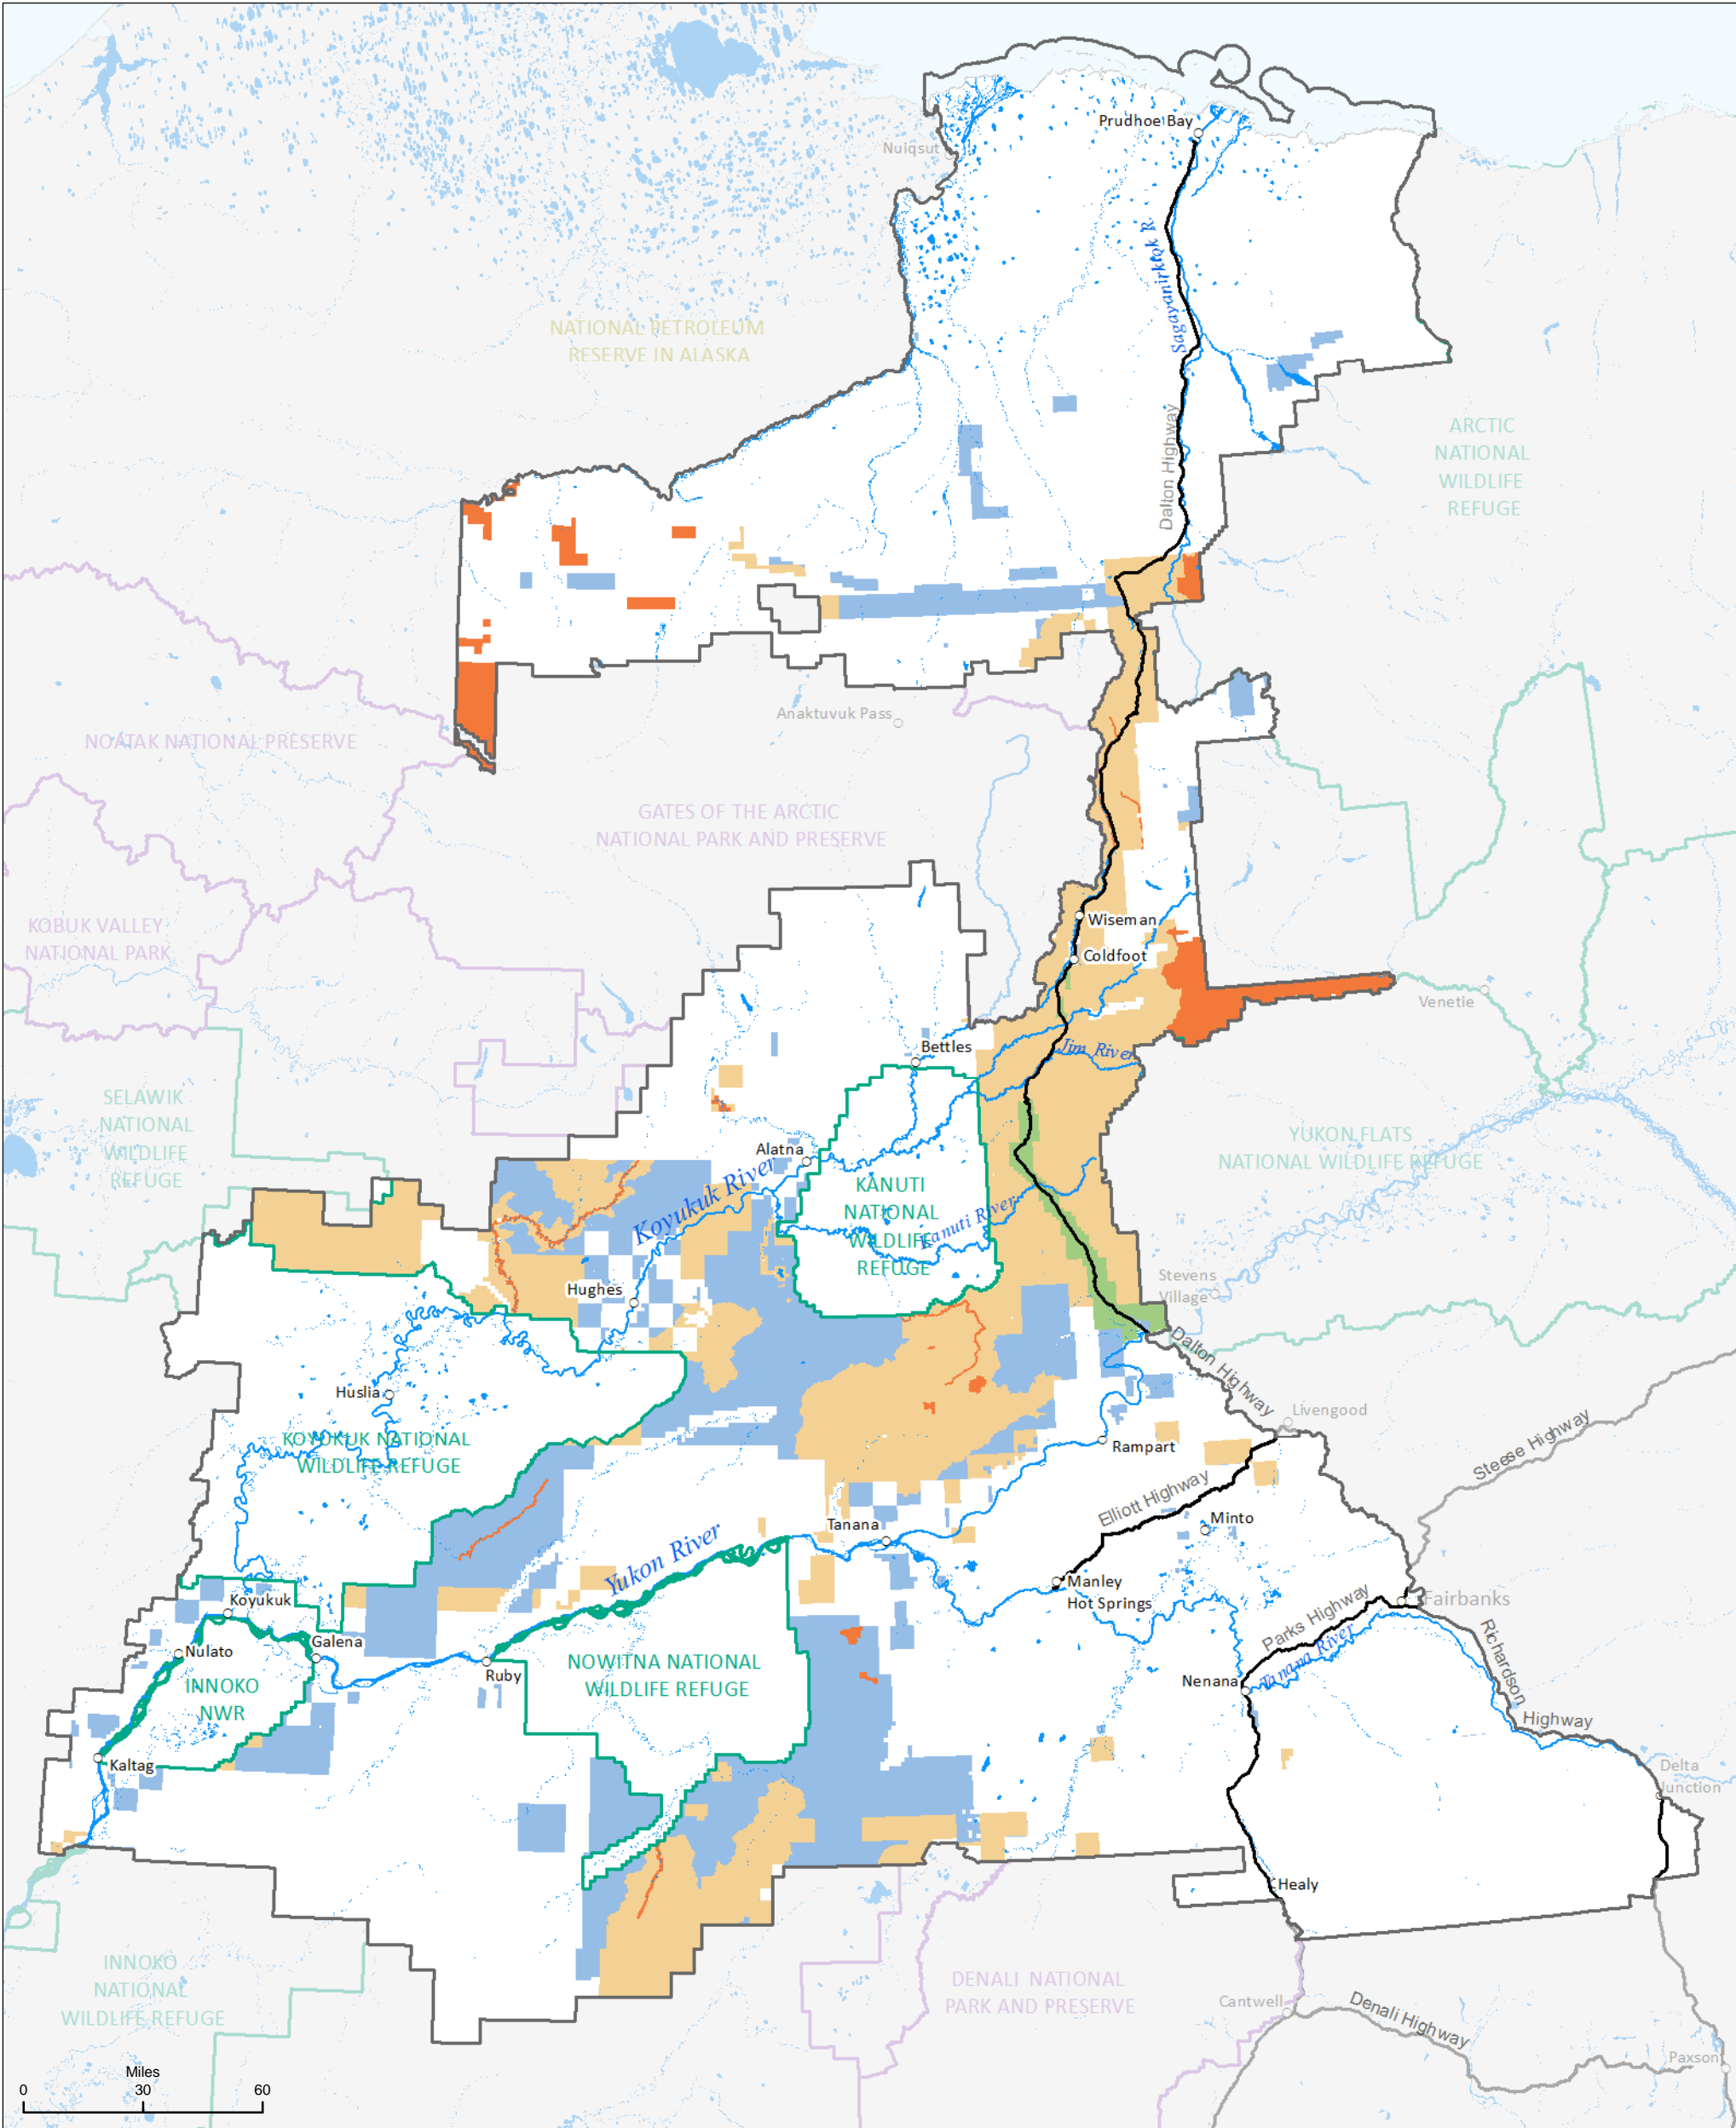 Prudhoe Bay
Nuiqsut
Sagavanirktok R.
NATIONAL PETROLEUM
RESERVE IN ALASKA
ARCTIC
NATIONAL
WILDLIFE
REFUGE
Dalton Highway
Anaktuvuk Pass
NOATAK NATIONAL PRESERVE
GATES OF THE ARCTIC
NATIONAL PARK AND PRESERVE
KOBUK VALLEY
NATIONAL PARK
Wiseman
Coldfoot
Venetie
Bettles
Jim River
SELAWIK
NATIONAL
WILDLIFE
REFUGE
YUKON FLATS
NATIONAL WILDLIFE REFUGE
Alatna
Koyukuk River
KANUTI
NATIONAL
WILDLIFE
REFUGE
Kanuti River
Hughes
Stevens
Village
Dalton Highway
Huslia
Livengood
KOYUKUK NATIONAL
WILDLIFE REFUGE
Rampart
Steese Highway
Elliott Highway
Minto
Tanana
Yukon River
Manley
Hot Springs
Koyukuk
Fairbanks
Parks Highway
Tanana River
Richardson
Highway
Nulato
Galena
Ruby
NOWITNA NATIONAL
WILDLIFE REFUGE
INNOKO
NWR
Nenana
Kaltag
Delta
Junction
Healy
INNOKO
NATIONAL
WILDLIFE REFUGE
DENALI NATIONAL
PARK AND PRESERVE
Cantwell
Denali Highway
Paxson
Miles
0 30 60